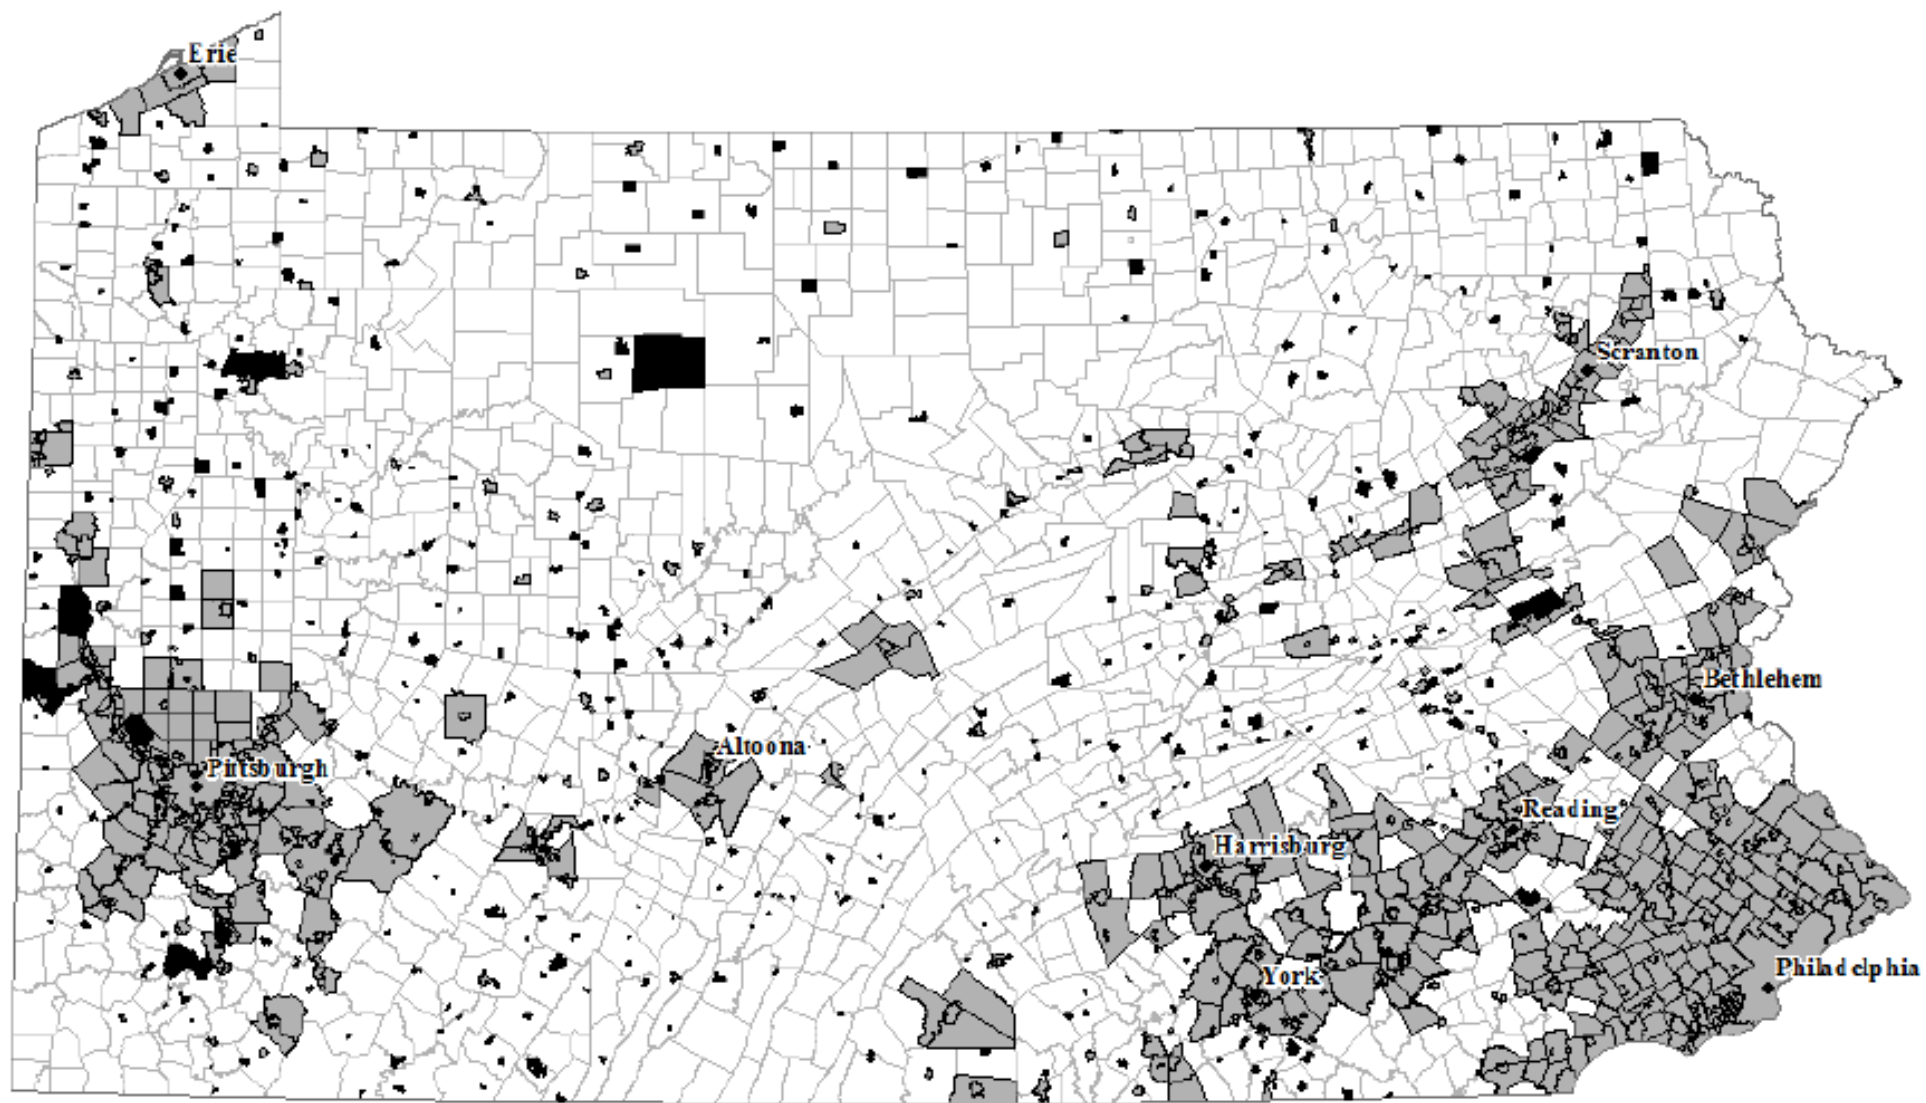 Erie
Scranton
Bethlehem
Altoona
Pittsburgh
Reading
Harrisburg
Philadelphia
York